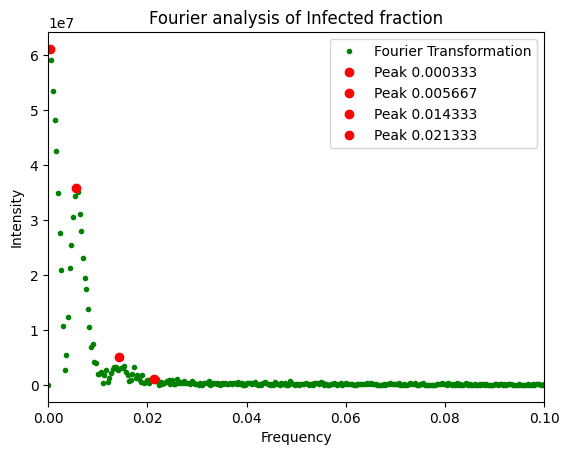 Fourier analysis of Infected fraction
1e7
Fourier Transformation
Peak 0.000333
Peak 0.005667
Peak 0.014333
Peak 0.021333
6
5
4
3
2
1
0
Intensity
0.00 0.02 0.04 0.06 0.08 0.10
Frequency